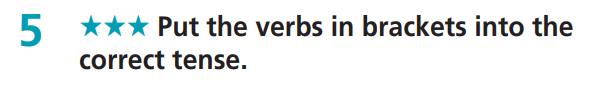 5 ★★★ Put the verbs in brackets into the
correct tense.